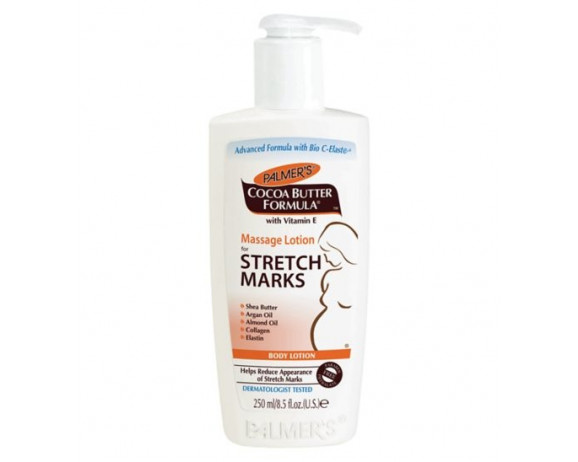 Advanced Formula with Bio C-Elaste™
PALMER'S
COCOA BUTTER
FORMULA®
with Vitamin E
Massage Lotion
for
STRETCH
MARKS
Shea Butter
Argan Oil
Almond Oil
Collagen
Elastin
BODY LOTION
Helps Reduce Appearance
of Stretch Marks
DERMATOLOGIST TESTED
250 ml/8.5 fl.oz.(U.S.)e
PALMER'S